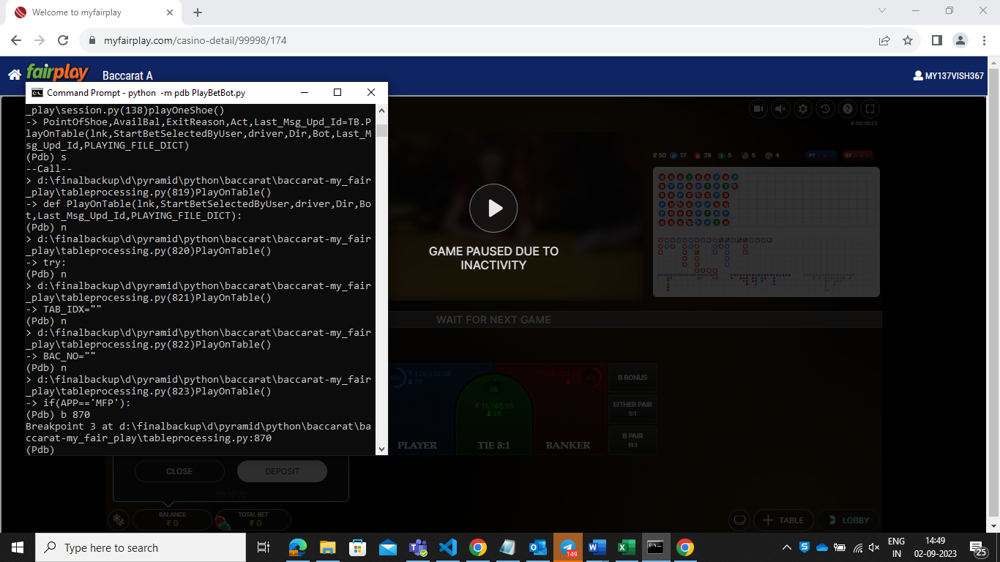 Welcome to myfairplay
myfairplay.com/casino-detail/99998/174
fairplay
Baccarat A
MY137VISH367
Command Prompt - python -m pdb PlayBetBot.py
_play\session.py(138)playOneShoe()
-> PointOfShoe,AvailBal,ExitReason,Act,Last_Msg_Upd_Id=TB.P
layOnTable(lnk,StartBetSelectedByUser,driver,Dir,Bot,Last_M
sg_Upd_Id,PLAYING_FILE_DICT)
(Pdb) s
--Call--
> d:\finalbackup\d\pyramid\python\baccarat\baccarat-my_fair
_play\tableprocessing.py(819)PlayOnTable()
-> def PlayOnTable(lnk,StartBetSelectedByUser,driver,Dir,Bo
t,Last_Msg_Upd_Id,PLAYING_FILE_DICT):
(Pdb) n
> d:\finalbackup\d\pyramid\python\baccarat\baccarat-my_fair
_play\tableprocessing.py(820)PlayOnTable()
-> try:
(Pdb) n
> d:\finalbackup\d\pyramid\python\baccarat\baccarat-my_fair
_play\tableprocessing.py(821)PlayOnTable()
-> TAB_IDX=""
(Pdb) n
> d:\finalbackup\d\pyramid\python\baccarat\baccarat-my_fair
_play\tableprocessing.py(822)PlayOnTable()
-> BAC_NO=""
(Pdb) n
> d:\finalbackup\d\pyramid\python\baccarat\baccarat-my_fair
_play\tableprocessing.py(823)PlayOnTable()
-> if(APP=='MFP'):
(Pdb) b 870
Breakpoint 3 at d:\finalbackup\d\pyramid\python\baccarat\ba
ccarat-my_fair_play\tableprocessing.py:870
(Pdb)
# 09:18:22
GAME PAUSED DUE TO
INACTIVITY
# 50 P 17 B 28 T 5 5 4 P? B?
WAIT FOR NEXT GAME
76
2%
₹ 15,565.05
24
PLAYER
TIE 8:1
BANKER
B BONUS
EITHER PAIR
5:1
B PAIR
11:1
CLOSE
DEPOSIT
09:18:22
BALANCE
₹ 0
TOTAL BET
₹ 0
TABLE
LOBBY
Type here to search
149
ENG
IN
14:49
02-09-2023
25